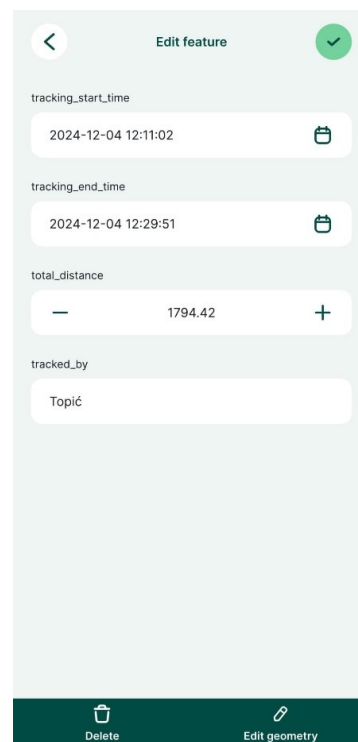 Edit feature
tracking_start_time
2024-12-04 12:11:02
tracking_end_time
2024-12-04 12:29:51
total_distance
1794.42
tracked_by
Topić
Delete
Edit geometry